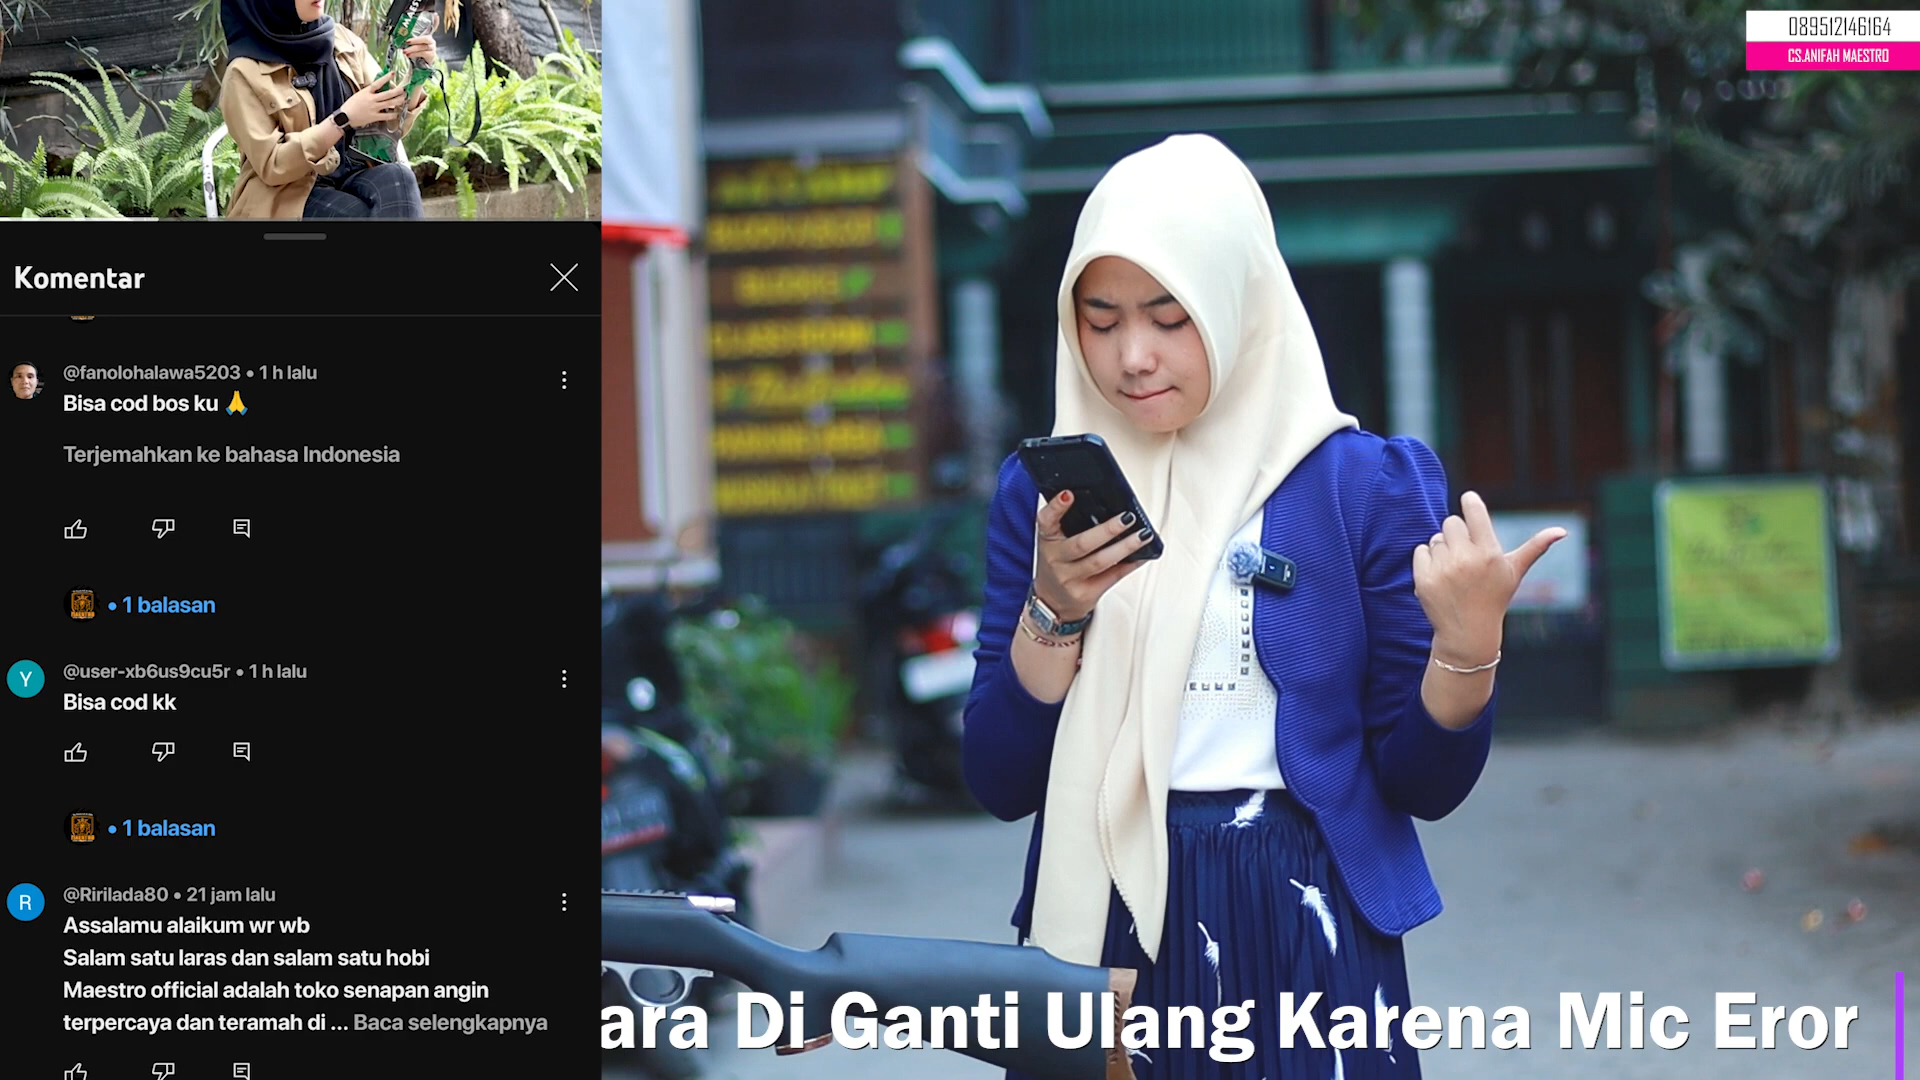 089512146164
CS.ANIFAH MAESTRO
Komentar
@fanolohalawa5203 • 1 h lalu
Bisa cod bos ku 🙏
Terjemahkan ke bahasa Indonesia
• 1 balasan
Y
@user-xb6us9cu5r • 1 h lalu
Bisa cod kk
• 1 balasan
R
@Ririlada80 • 21 jam lalu
Assalamu alaikum wr wb
Salam satu laras dan salam satu hobi
Maestro official adalah toko senapan angin
terpercaya dan teramah di ... Baca selengkapnya
ara Di Ganti Ulang Karena Mic Eror